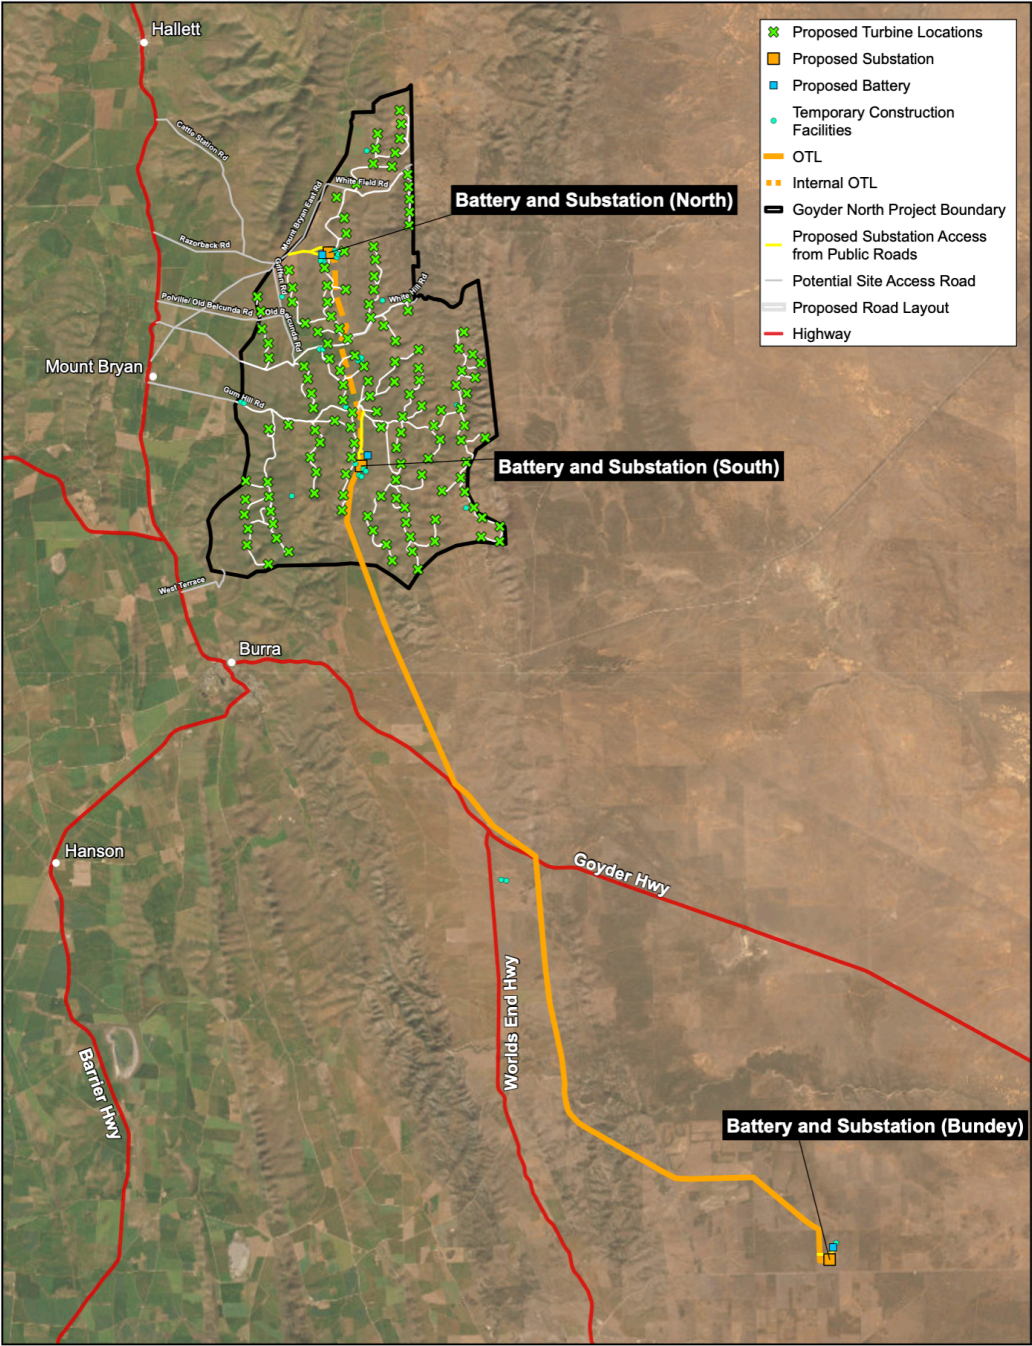 Hallett
Proposed Turbine Locations
Proposed Substation
Proposed Battery
Temporary Construction
Facilities
OTL
Internal OTL
Goyder North Project Boundary
Proposed Substation Access
from Public Roads
Potential Site Access Road
Proposed Road Layout
Highway
Cattle Station Rd
White Field Rd
Mount Bryan East Rd
Battery and Substation (North)
Razorback Rd
Griffen Rd
White Hill Rd
Polville/ Old Belcunda Rd
Old Belcunda Rd
Mount Bryan
Gum Hill Rd
Battery and Substation (South)
West Terrace
Burra
Hanson
Goyder Hwy
Worlds End Hwy
Barrier Hwy
Battery and Substation (Bundey)